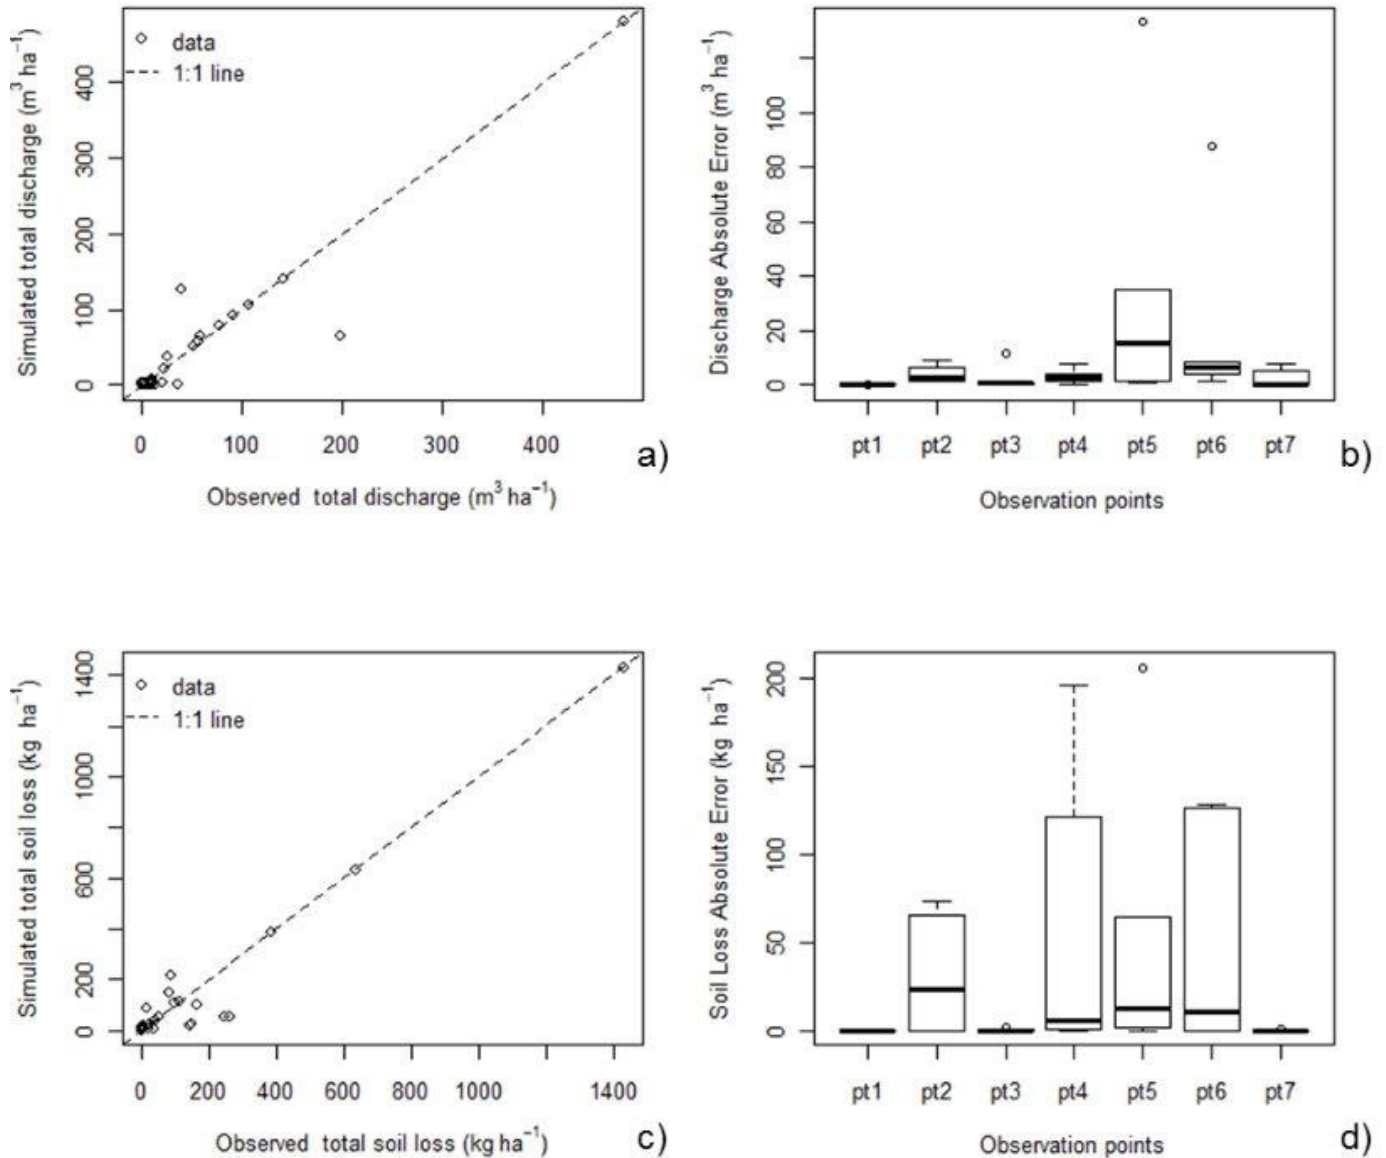 Simulated total discharge (m³ ha⁻¹)
0 100 200 300 400
data
1:1 line
0 100 200 300 400
Observed total discharge (m³ ha⁻¹)
a)
Discharge Absolute Error (m³ ha⁻¹)
0 20 40 60 80 100
pt1 pt2 pt3 pt4 pt5 pt6 pt7
Observation points
b)
Simulated total soil loss (kg ha⁻¹)
0 200 600 1000 1400
data
1:1 line
0 200 400 600 800 1000 1400
Observed total soil loss (kg ha⁻¹)
c)
Soil Loss Absolute Error (kg ha⁻¹)
0 50 100 150 200
pt1 pt2 pt3 pt4 pt5 pt6 pt7
Observation points
d)